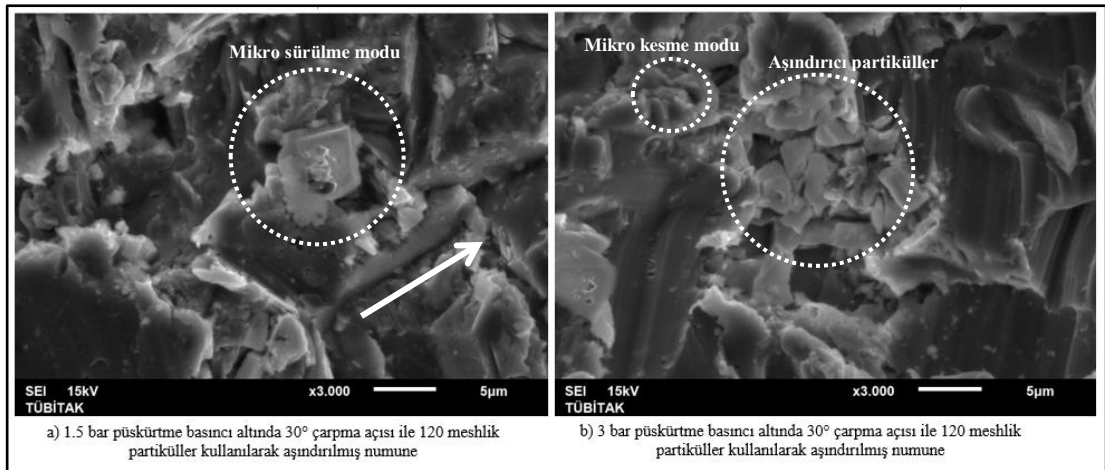 Mikro sürülme modu
SEI 15kV x3.000 5µm
TÜBİTAK
a) 1.5 bar püskürtme basıncı altında 30° çarpma açısı ile 120 meshlik
partiküller kullanılarak aşındırılmış numune
Mikro kesme modu
Aşındırıcı partiküller
SEI 15kV x3.000 5µm
TÜBİTAK
b) 3 bar püskürtme basıncı altında 30° çarpma açısı ile 120 meshlik
partiküller kullanılarak aşındırılmış numune